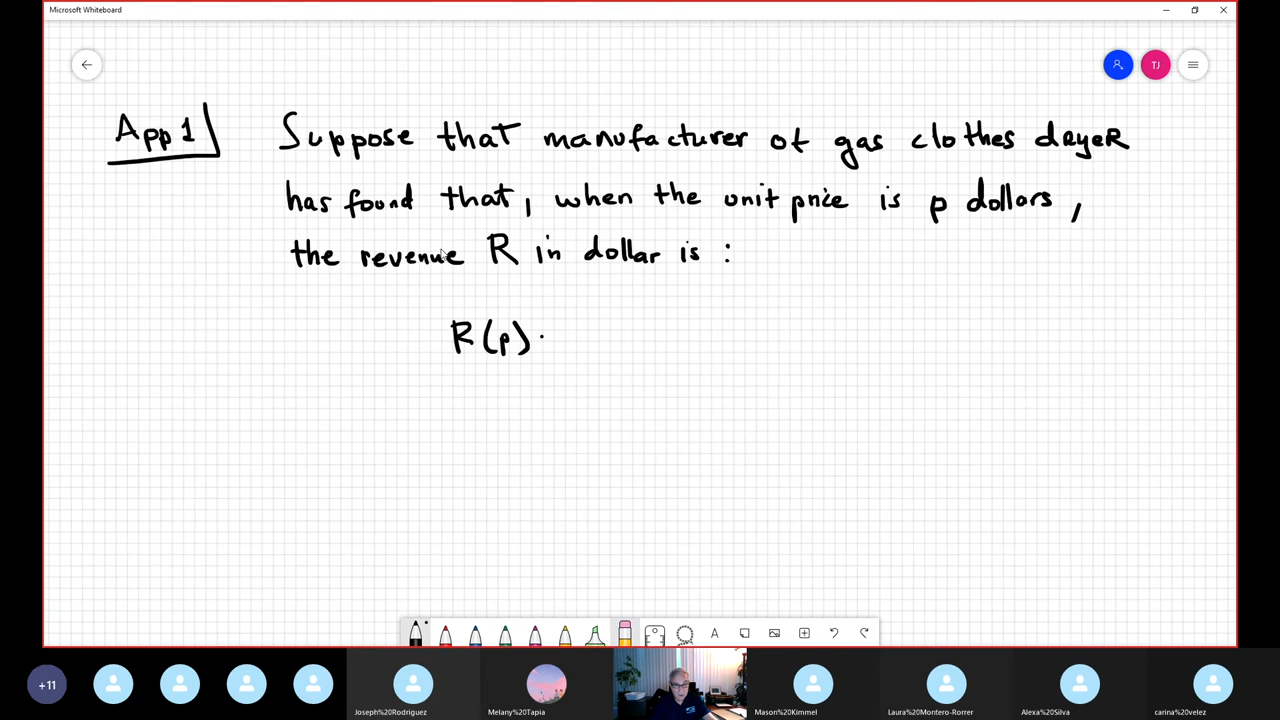 Microsoft Whiteboard
TJ
App 1
Suppose that manufacturer of gas clothes dryer
has found that, when the unit price is p dollars,
the revenue R in dollar is :
R(p)
A
+11
Joseph%20Rodriguez
Melany%20Tapia
Mason%20Kimmel
Laura%20Montero-Rorrer
Alexa%20Silva
carina%20velez